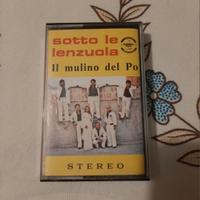 sotto le
lenzuola
Il mulino del Po
STEREO